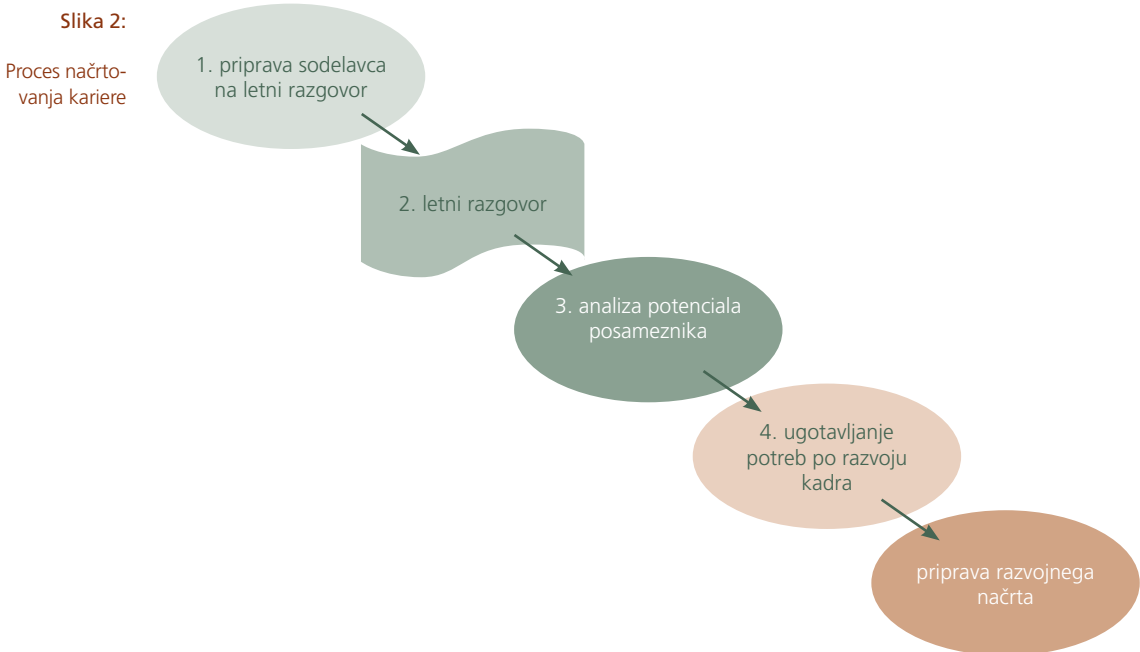 Slika 2:
Proces načrto-
vanja kariere
1. priprava sodelavca
na letni razgovor
2. letni razgovor
3. analiza potenciala
posameznika
4. ugotavljanje
potreb po razvoju
kadra
priprava razvojnega
načrta